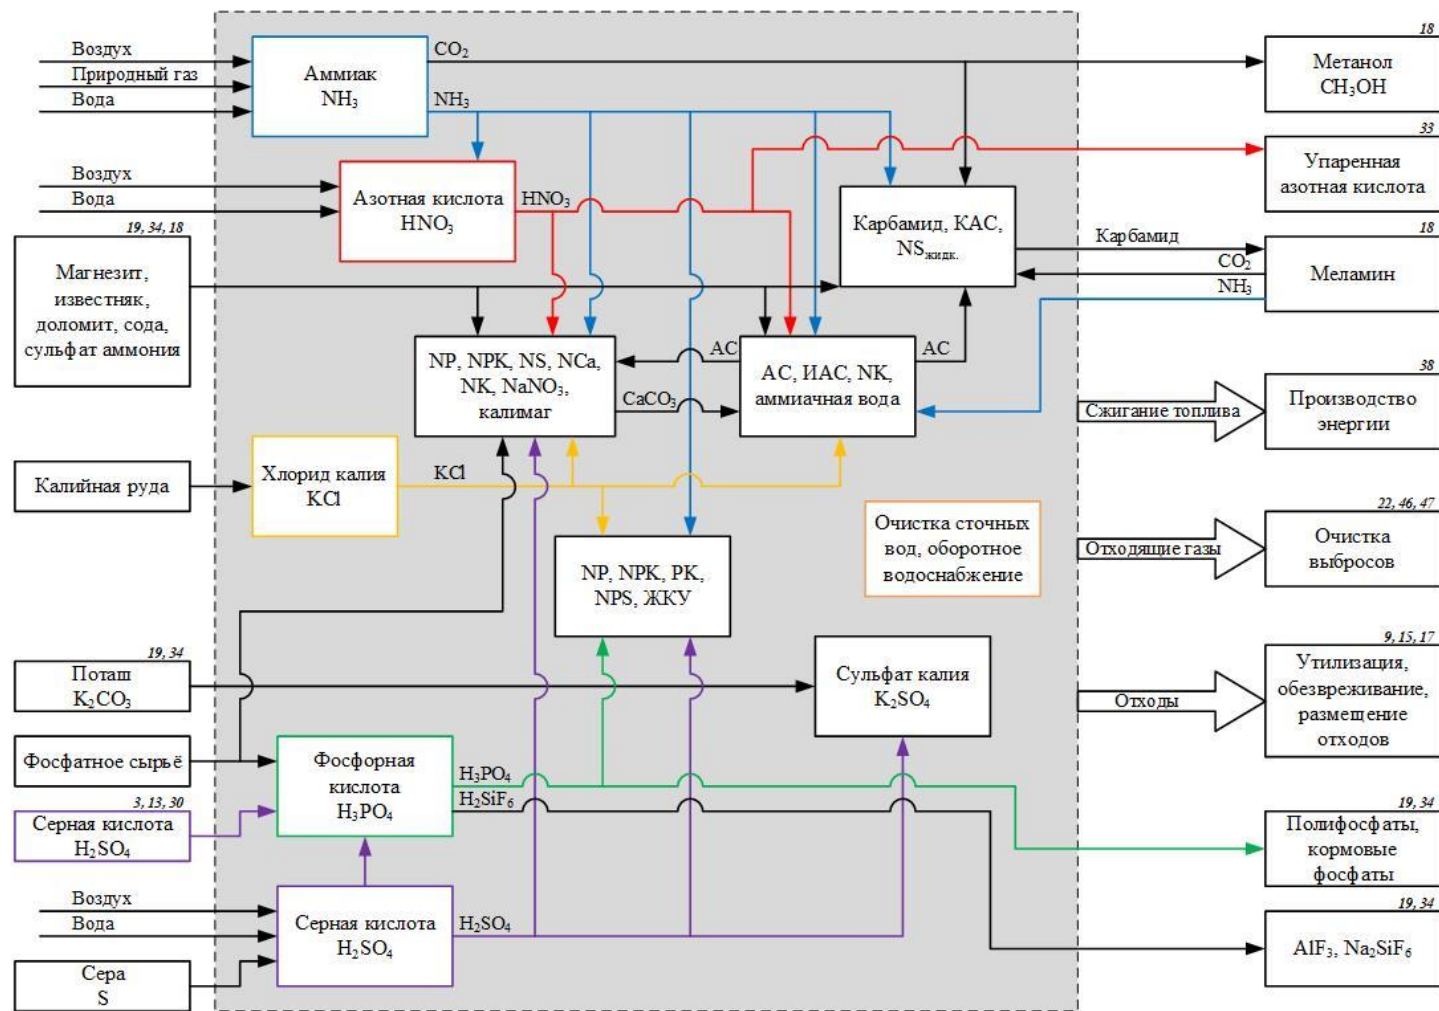 Воздух
Природный газ
Вода
Аммиак
NH₃
CO₂
NH₃
18
Метанол
CH₃OH
33
Упаренная
азотная кислота
Воздух
Вода
Азотная кислота
HNO₃
HNO₃
Карбамид, КАС,
NSжидк.
Карбамид
CO₂
NH₃
18
Меламин
19, 34, 18
Магнезит,
известняк,
доломит, сода,
сульфат аммония
NP, NPK, NS, NCa,
NK, NaNO₃,
калимаг
АС
CaCO₃
АС, ИАС, NK,
аммиачная вода
АС
Сжигание топлива
38
Производство
энергии
Калийная руда
Хлорид калия
KCl
KCl
NP, NPK, PK,
NPS, ЖКУ
Очистка сточных
вод, оборотное
водоснабжение
Отходящие газы
22, 46, 47
Очистка
выбросов
19, 34
Поташ
K₂CO₃
Сульфат калия
K₂SO₄
Отходы
9, 15, 17
Утилизация,
обезвреживание,
размещение
отходов
Фосфатное сырьё
Фосфорная
кислота
H₃PO₄
H₃PO₄
H₂SiF₆
3, 13, 30
Серная кислота
H₂SO₄
19, 34
Полифосфаты,
кормовые
фосфаты
Воздух
Вода
Сера
S
Серная кислота
H₂SO₄
H₂SO₄
19, 34
AlF₃, Na₂SiF₆